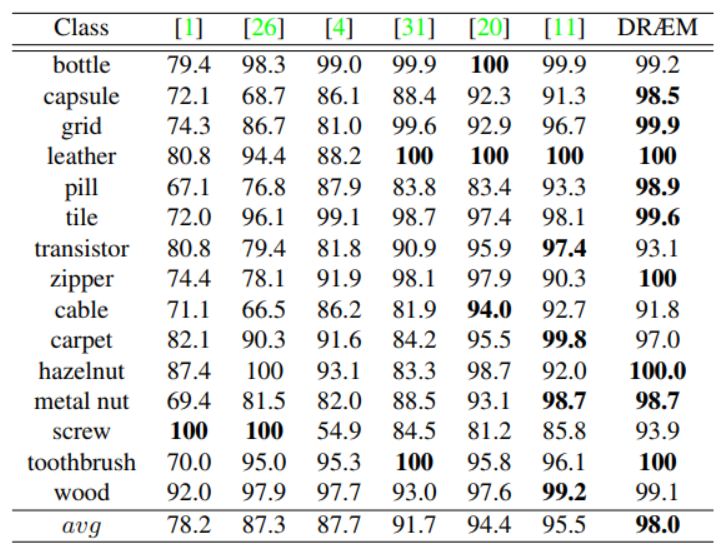 Class [1] [26] [4] [31] [20] [11] DRÆM
bottle 79.4 98.3 99.0 99.9 100 99.9 99.2
capsule 72.1 68.7 86.1 88.4 92.3 91.3 98.5
grid 74.3 86.7 81.0 99.6 92.9 96.7 99.9
leather 80.8 94.4 88.2 100 100 100 100
pill 67.1 76.8 87.9 83.8 83.4 93.3 98.9
tile 72.0 96.1 99.1 98.7 97.4 98.1 99.6
transistor 80.8 79.4 81.8 90.9 95.9 97.4 93.1
zipper 74.4 78.1 91.9 98.1 97.9 90.3 100
cable 71.1 66.5 86.2 81.9 94.0 92.7 91.8
carpet 82.1 90.3 91.6 84.2 95.5 99.8 97.0
hazelnut 87.4 100 93.1 83.3 98.7 92.0 100.0
metal nut 69.4 81.5 82.0 88.5 93.1 98.7 98.7
screw 100 100 54.9 84.5 81.2 85.8 93.9
toothbrush 70.0 95.0 95.3 100 95.8 96.1 100
wood 92.0 97.9 97.7 93.0 97.6 99.2 99.1
avg 78.2 87.3 87.7 91.7 94.4 95.5 98.0